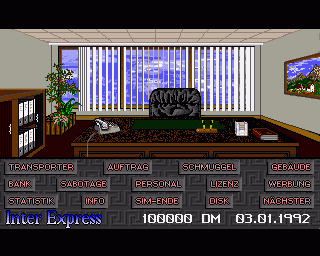 TRANSPORTER AUFTRAG SCHMUGGEL GEBÄUDE
BANK SABOTAGE PERSONAL LIZENZ WERBUNG
STATISTIK INFO SIM-ENDE DISK NÄCHSTER
Inter Express 100000 DM 03.01.1992